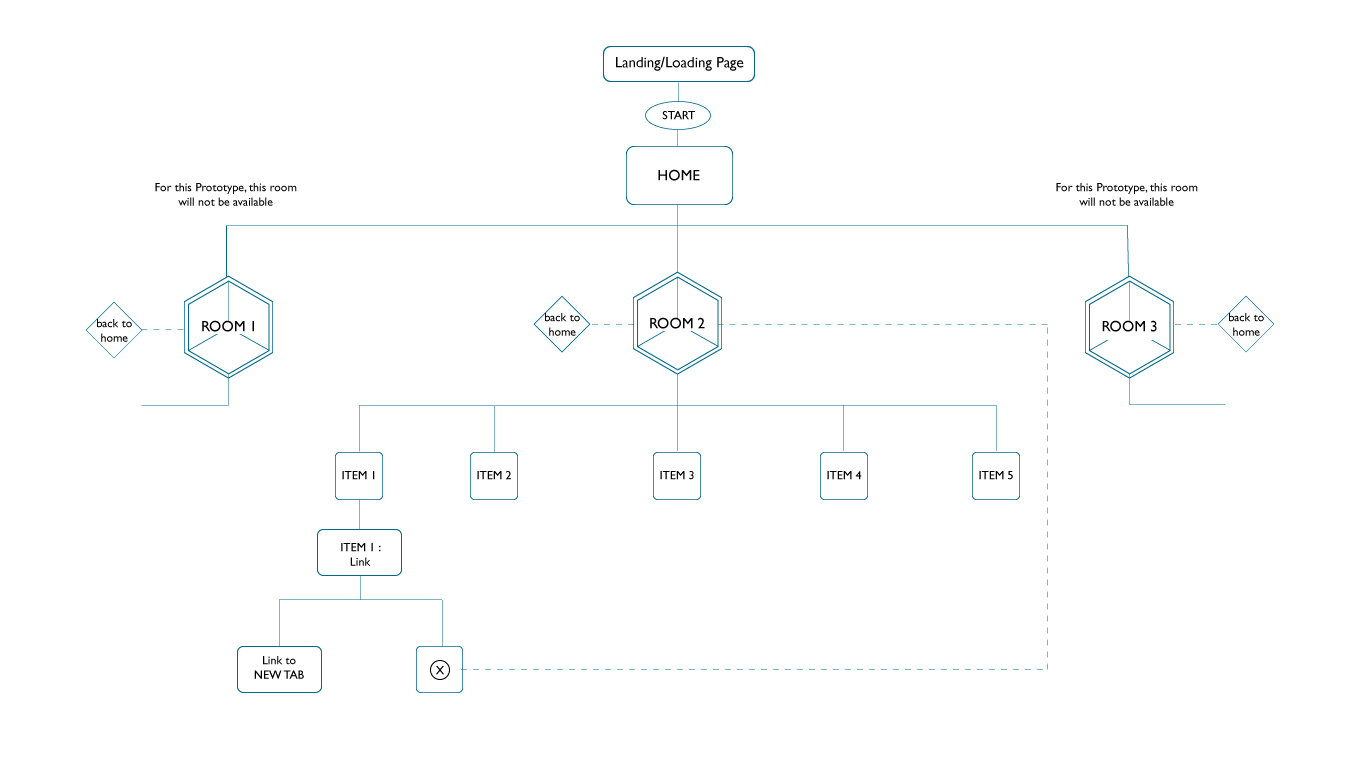 Landing/Loading Page
START
HOME
For this Prototype, this room
will not be available
For this Prototype, this room
will not be available
back to
home
ROOM 1
back to
home
ROOM 2
ROOM 3
back to
home
ITEM 1
ITEM 2
ITEM 3
ITEM 4
ITEM 5
ITEM 1 :
Link
Link to
NEW TAB
X